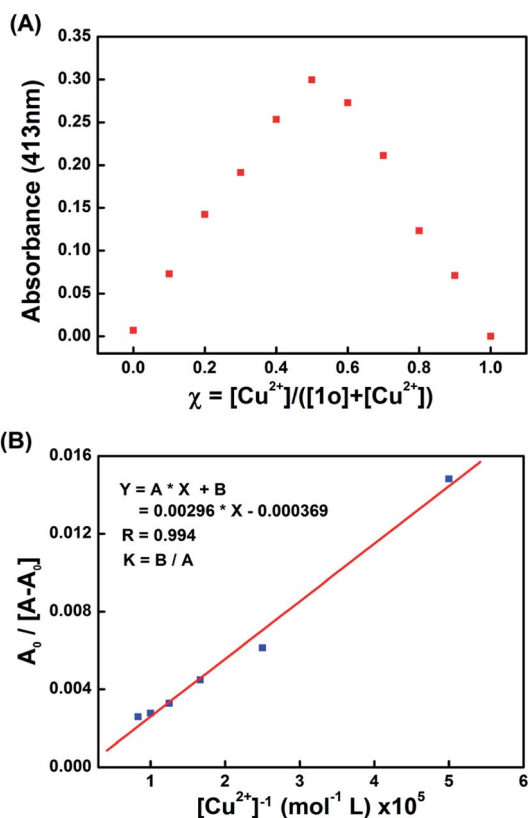 (A)
0.35
0.30
0.25
0.20
0.15
0.10
0.05
0.00
Absorbance (413nm)
0.0 0.2 0.4 0.6 0.8 1.0
χ = [Cu²⁺]/([1o]+[Cu²⁺])
(B)
0.016
0.012
0.008
0.004
0.000
A₀ / [A-A₀]
Y = A * X + B
= 0.00296 * X - 0.000369
R = 0.994
K = B / A
1 2 3 4 5 6
[Cu²⁺]⁻¹ (mol⁻¹ L) x10⁵